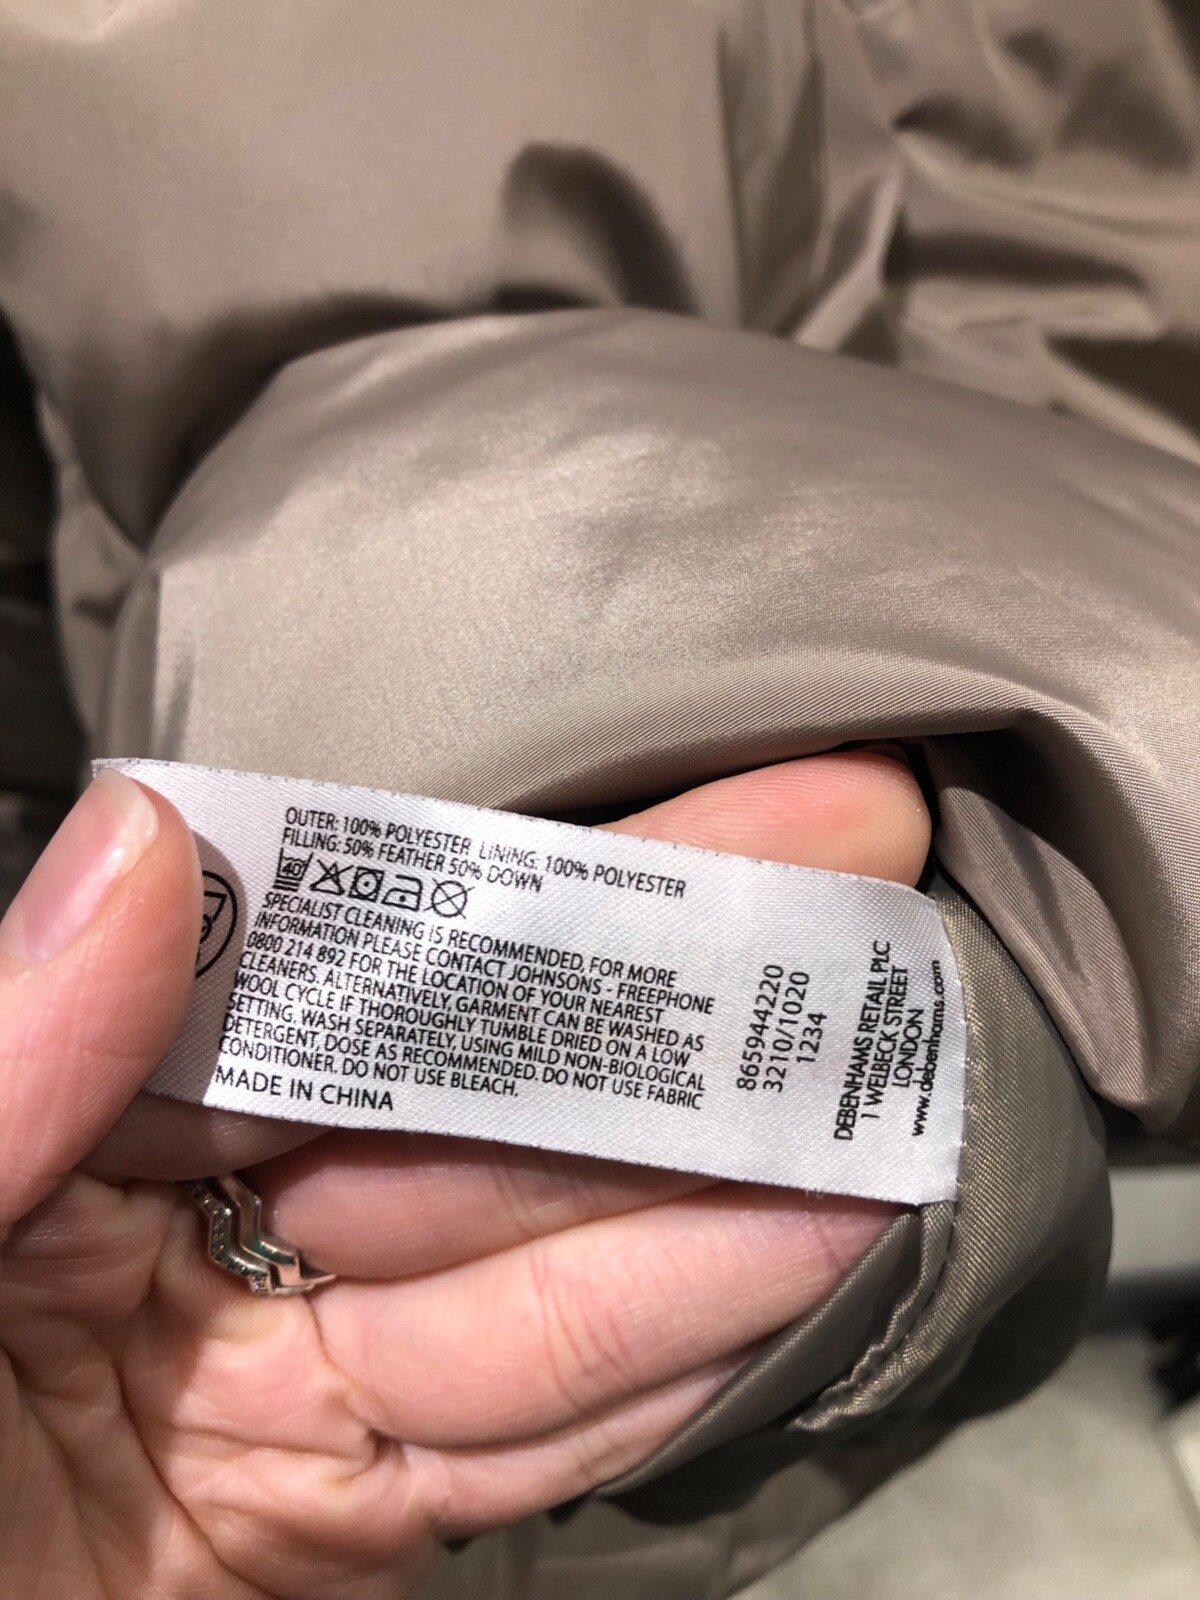 OUTER: 100% POLYESTER LINING: 100% POLYESTER
FILLING: 50% FEATHER 50% DOWN
40
SPECIALIST CLEANING IS RECOMMENDED, FOR MORE
INFORMATION PLEASE CONTACT JOHNSONS - FREEPHONE
0800 214 892 FOR THE LOCATION OF YOUR NEAREST
CLEANERS. ALTERNATIVELY, GARMENT CAN BE WASHED AS
WOOL CYCLE IF THOROUGHLY TUMBLE DRIED ON A LOW
SETTING. WASH SEPARATELY, USING MILD NON-BIOLOGICAL
DETERGENT, DOSE AS RECOMMENDED. DO NOT USE FABRIC
CONDITIONER. DO NOT USE BLEACH.
MADE IN CHINA
865944220
3210/1020
1234
DEBENHAMS RETAIL PLC
1 WELBECK STREET
LONDON
www.debenhams.com